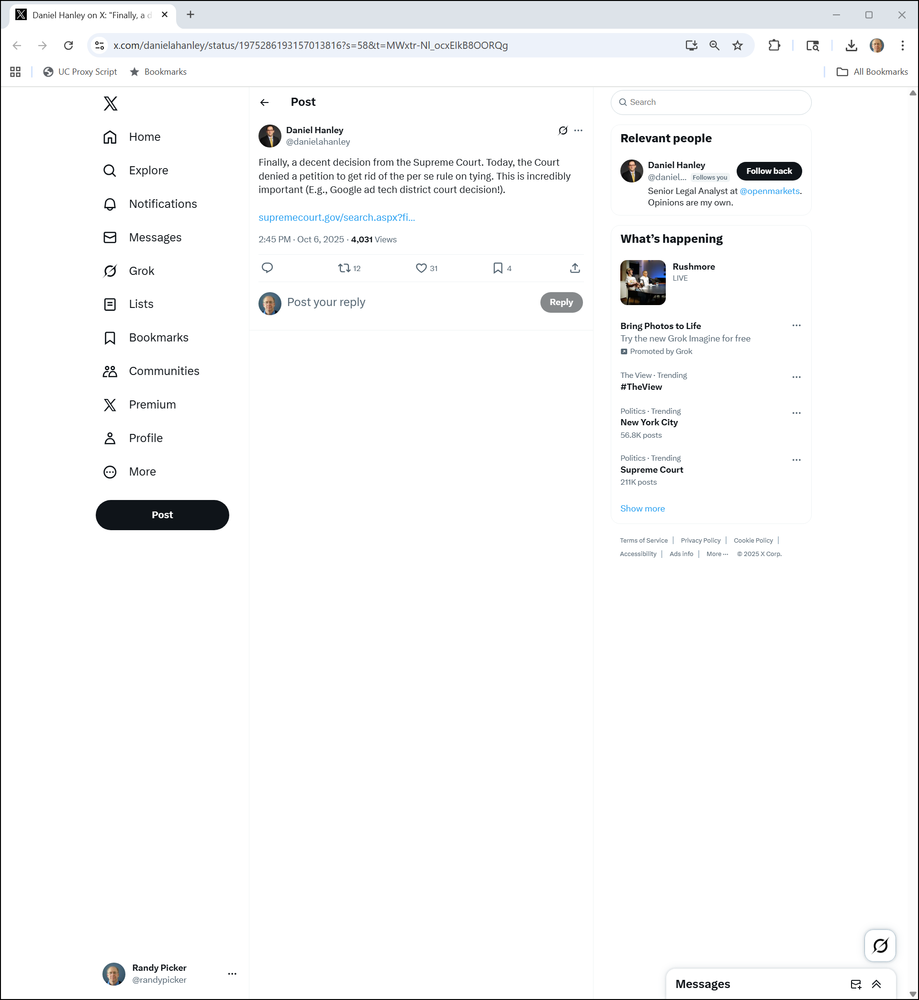 Daniel Hanley on X: "Finally, a d
x.com/danielahanley/status/1975286193157013816?s=58&t=MWxtr-Nl_ocxEIkB8OORQg
UC Proxy Script
Bookmarks
All Bookmarks
Home
Explore
Notifications
Messages
Grok
Lists
Bookmarks
Communities
Premium
Profile
More
Post
Randy Picker
@randypicker
Post
Daniel Hanley
@danielahanley
Finally, a decent decision from the Supreme Court. Today, the Court
denied a petition to get rid of the per se rule on tying. This is incredibly
important (E.g., Google ad tech district court decision!).
supremecourt.gov/search.aspx?fi...
2:45 PM · Oct 6, 2025 · 4,031 Views
12 31 4
Post your reply
Reply
Search
Relevant people
Daniel Hanley
@daniel... Follows you
Follow back
Senior Legal Analyst at @openmarkets.
Opinions are my own.
What's happening
Rushmore
LIVE
Bring Photos to Life
Try the new Grok Imagine for free
Promoted by Grok
The View · Trending
#TheView
Politics · Trending
New York City
56.8K posts
Politics · Trending
Supreme Court
211K posts
Show more
Terms of Service | Privacy Policy | Cookie Policy |
Accessibility | Ads info | More ··· © 2025 X Corp.
Messages